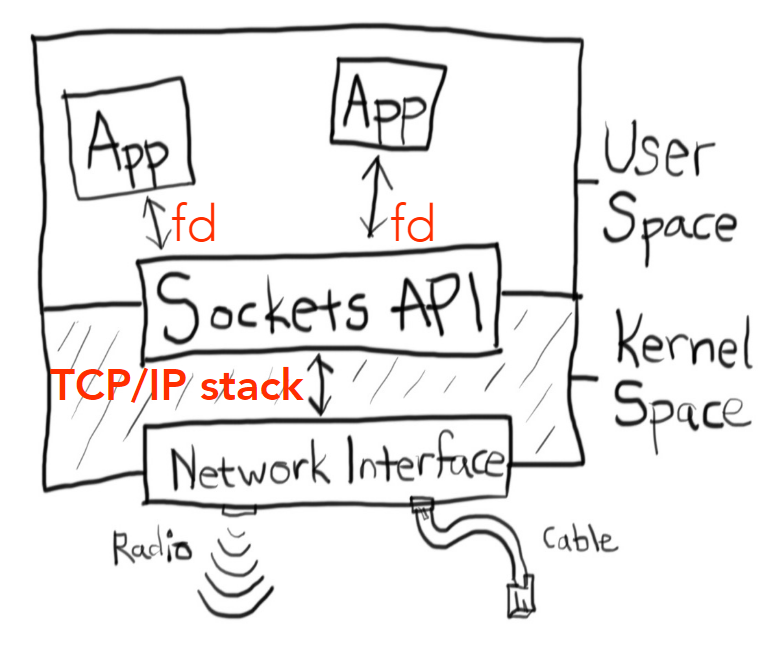 App
App
fd
fd
User
Space
Sockets API
Kernel
Space
TCP/IP stack
Network Interface
Radio
Cable